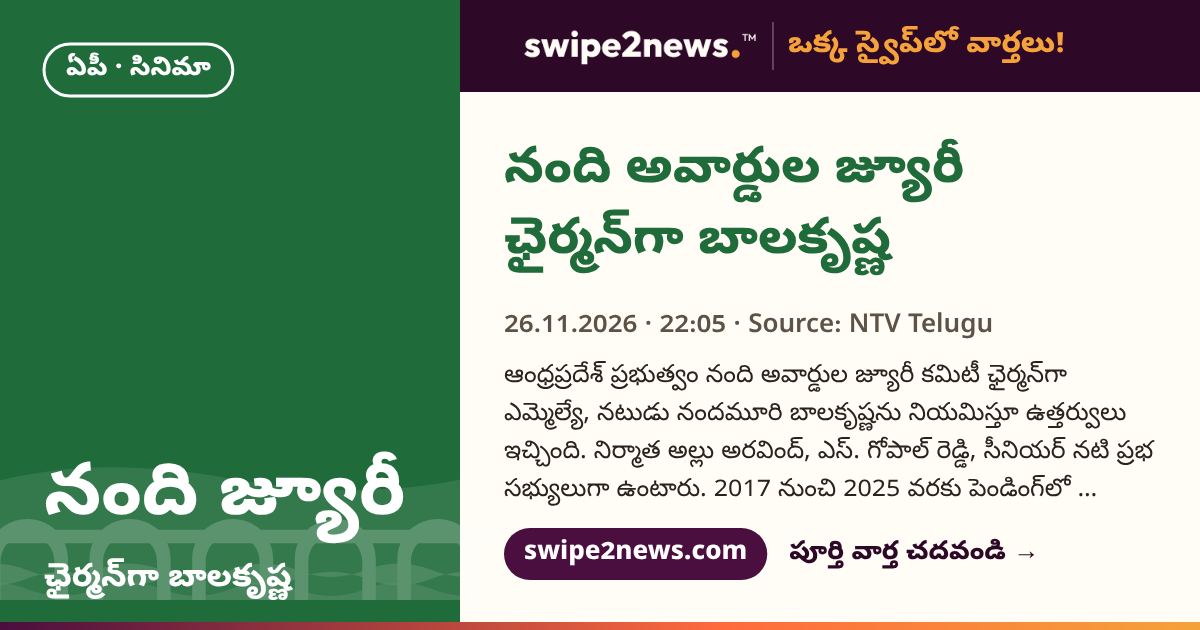 ఏపీ · సినిమా
నంది జ్యూరీ
ఛైర్మన్‌గా బాలకృష్ణ
swipe2news.™ ఒక్క స్వైప్‌లో వార్తలు!
నంది అవార్డుల జ్యూరీ
ఛైర్మన్‌గా బాలకృష్ణ
26.11.2026 · 22:05 · Source: NTV Telugu
ఆంధ్రప్రదేశ్ ప్రభుత్వం నంది అవార్డుల జ్యూరీ కమిటీ ఛైర్మన్‌గా
ఎమ్మెల్యే, నటుడు నందమూరి బాలకృష్ణను నియమిస్తూ ఉత్తర్వులు
ఇచ్చింది. నిర్మాత అల్లు అరవింద్, ఎస్. గోపాల్ రెడ్డి, సీనియర్ నటి ప్రభ
సభ్యులుగా ఉంటారు. 2017 నుంచి 2025 వరకు పెండింగ్‌లో ...
swipe2news.com పూర్తి వార్త చదవండి →